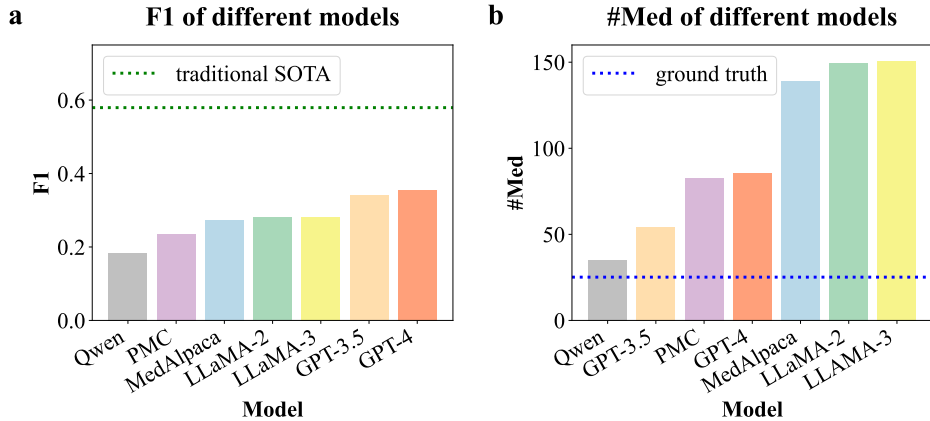 a
F1 of different models
traditional SOTA
F1
0.6
0.4
0.2
0.0
Qwen
PMC
MedAlpaca
LLaMA-2
LLaMA-3
GPT-3.5
GPT-4
Model
b
#Med of different models
ground truth
#Med
150
100
50
0
Qwen
GPT-3.5
PMC
GPT-4
MedAlpaca
LLaMA-2
LLAMA-3
Model